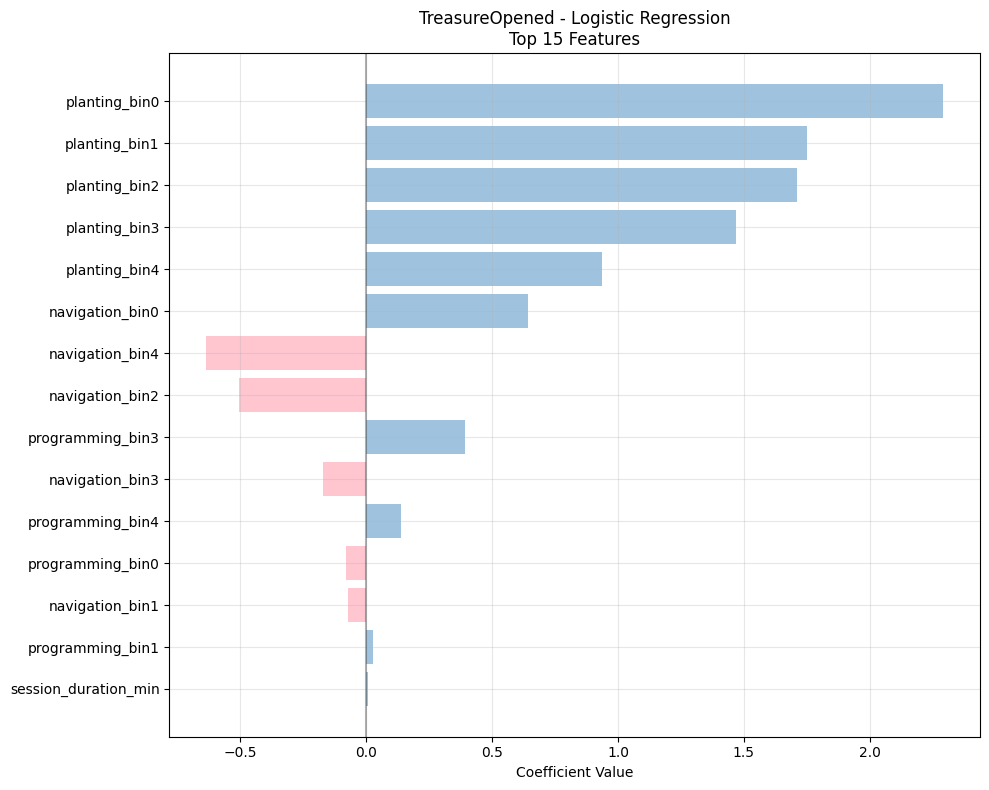 TreasureOpened - Logistic Regression
Top 15 Features
planting_bin0
planting_bin1
planting_bin2
planting_bin3
planting_bin4
navigation_bin0
navigation_bin4
navigation_bin2
programming_bin3
navigation_bin3
programming_bin4
programming_bin0
navigation_bin1
programming_bin1
session_duration_min
−0.5 0.0 0.5 1.0 1.5 2.0
Coefficient Value